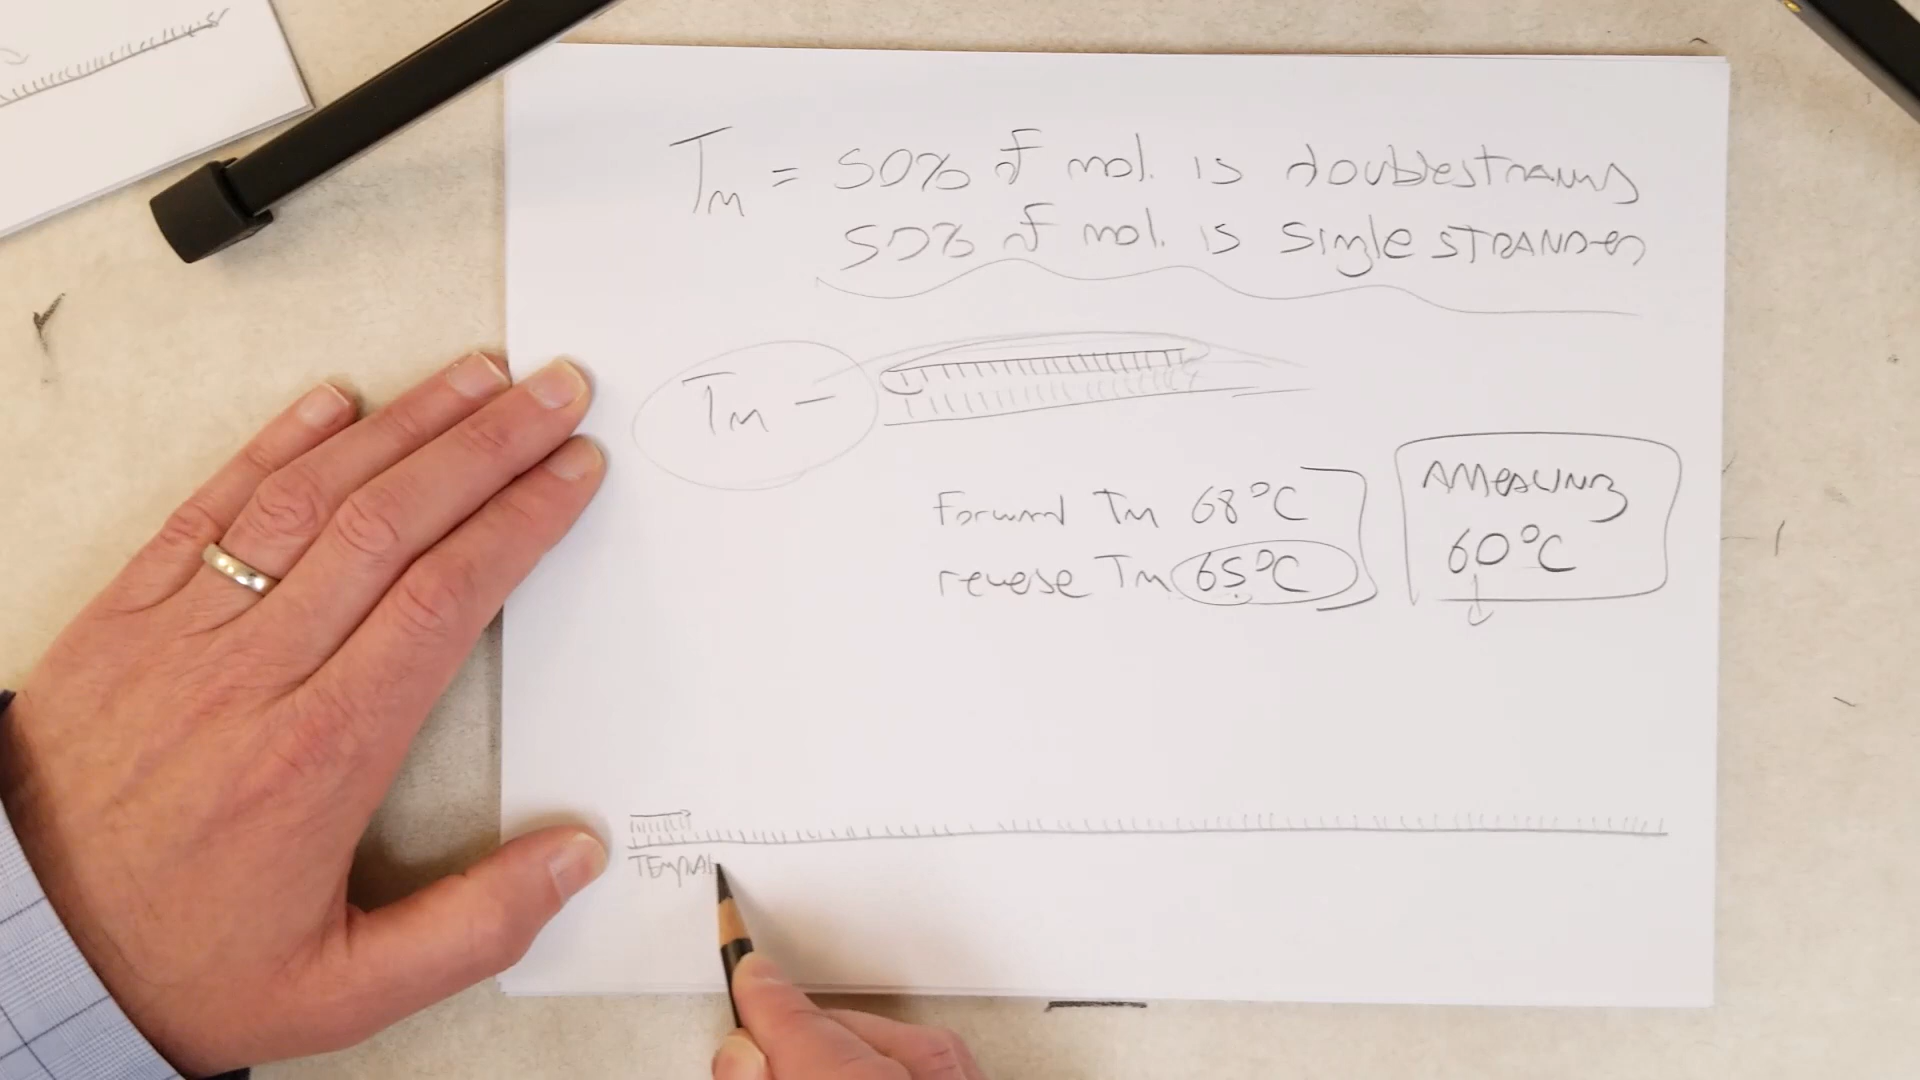 Tm = 50% of mol. is doublestranded
50% of mol. is single stranded
Tm -
Forward Tm 68°C
reverse Tm 65°C
Annealing
60°C
TEMPLAT